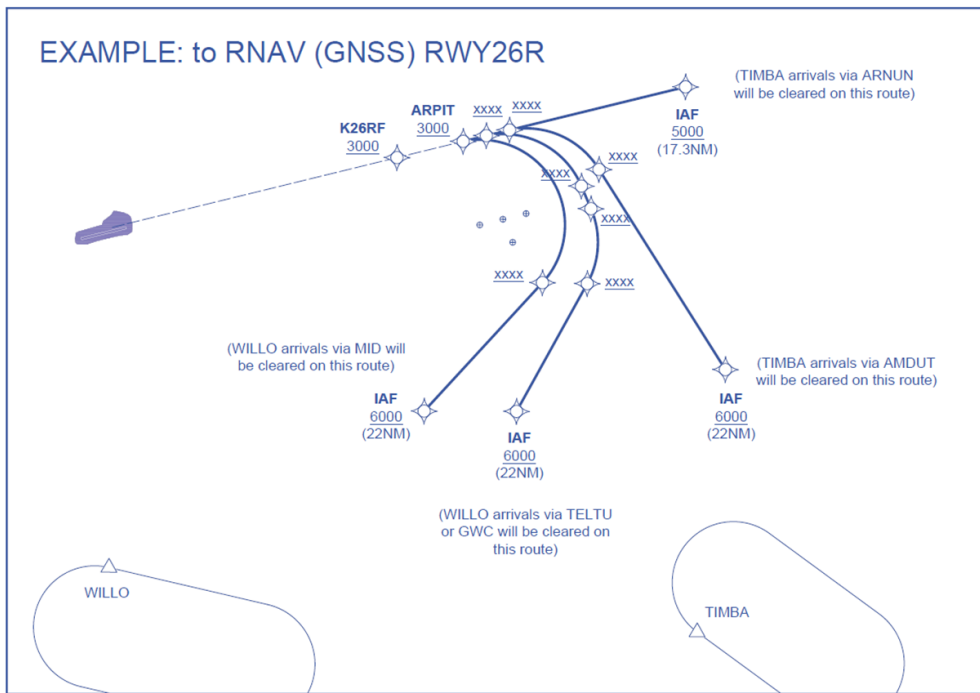 EXAMPLE: to RNAV (GNSS) RWY26R
(TIMBA arrivals via ARNUN
will be cleared on this route)
ARPIT
3000
xxxx
xxxx
K26RF
3000
IAF
5000
(17.3NM)
xxxx
xxxx
xxxx
xxxx
xxxx
(WILLO arrivals via MID will
be cleared on this route)
(TIMBA arrivals via AMDUT
will be cleared on this route)
IAF
6000
(22NM)
IAF
6000
(22NM)
IAF
6000
(22NM)
(WILLO arrivals via TELTU
or GWC will be cleared on
this route)
WILLO
TIMBA